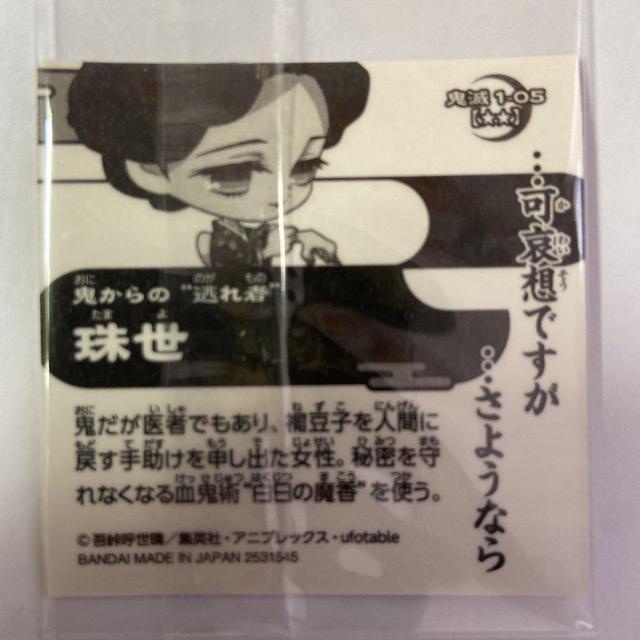 鬼滅 1-05
[★★]
…可哀想ですが
…さようなら
鬼からの "逃れ者"
珠世
鬼だが医者でもあり、禰豆子を人間に
戻す手助けを申し出た女性。秘密を守
れなくなる血鬼術"白日の魔香"を使う。
©吾峠呼世晴／集英社・アニプレックス・ufotable
BANDAI MADE IN JAPAN 2531545